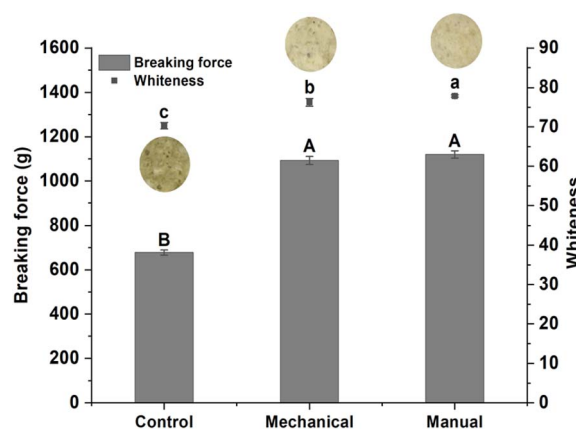 1600
1400
1200
1000
800
600
400
200
0
Breaking force (g)
Breaking force
Whiteness
c
b
a
B
A
A
90
80
70
60
50
40
30
20
10
0
Whiteness
Control
Mechanical
Manual